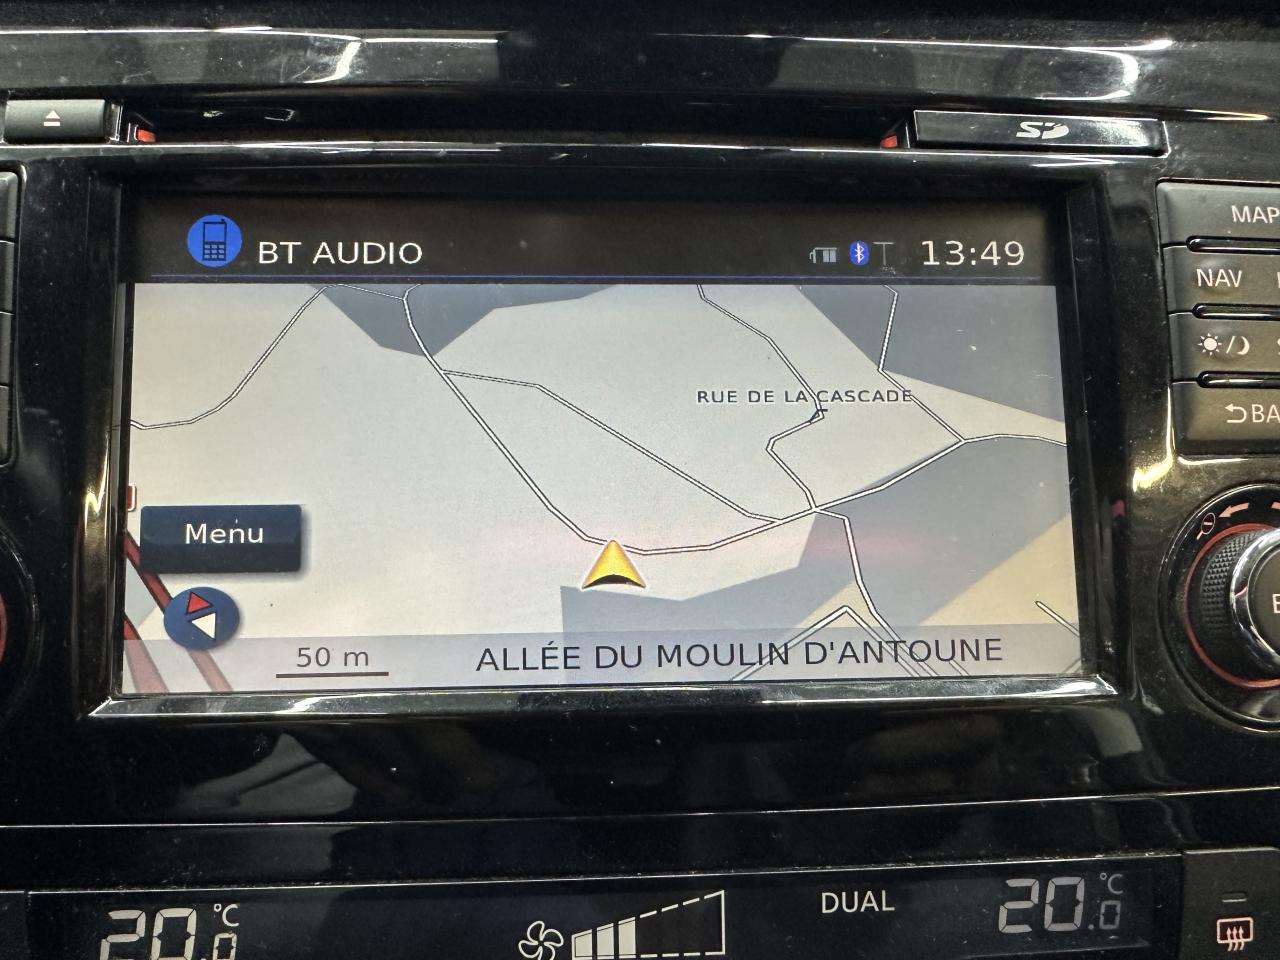 SD
BT AUDIO
13:49
MAP
NAV
RUE DE LA CASCADE
Menu
50 m
ALLÉE DU MOULIN D'ANTOUNE
20.0 °C
DUAL
20.0 °C